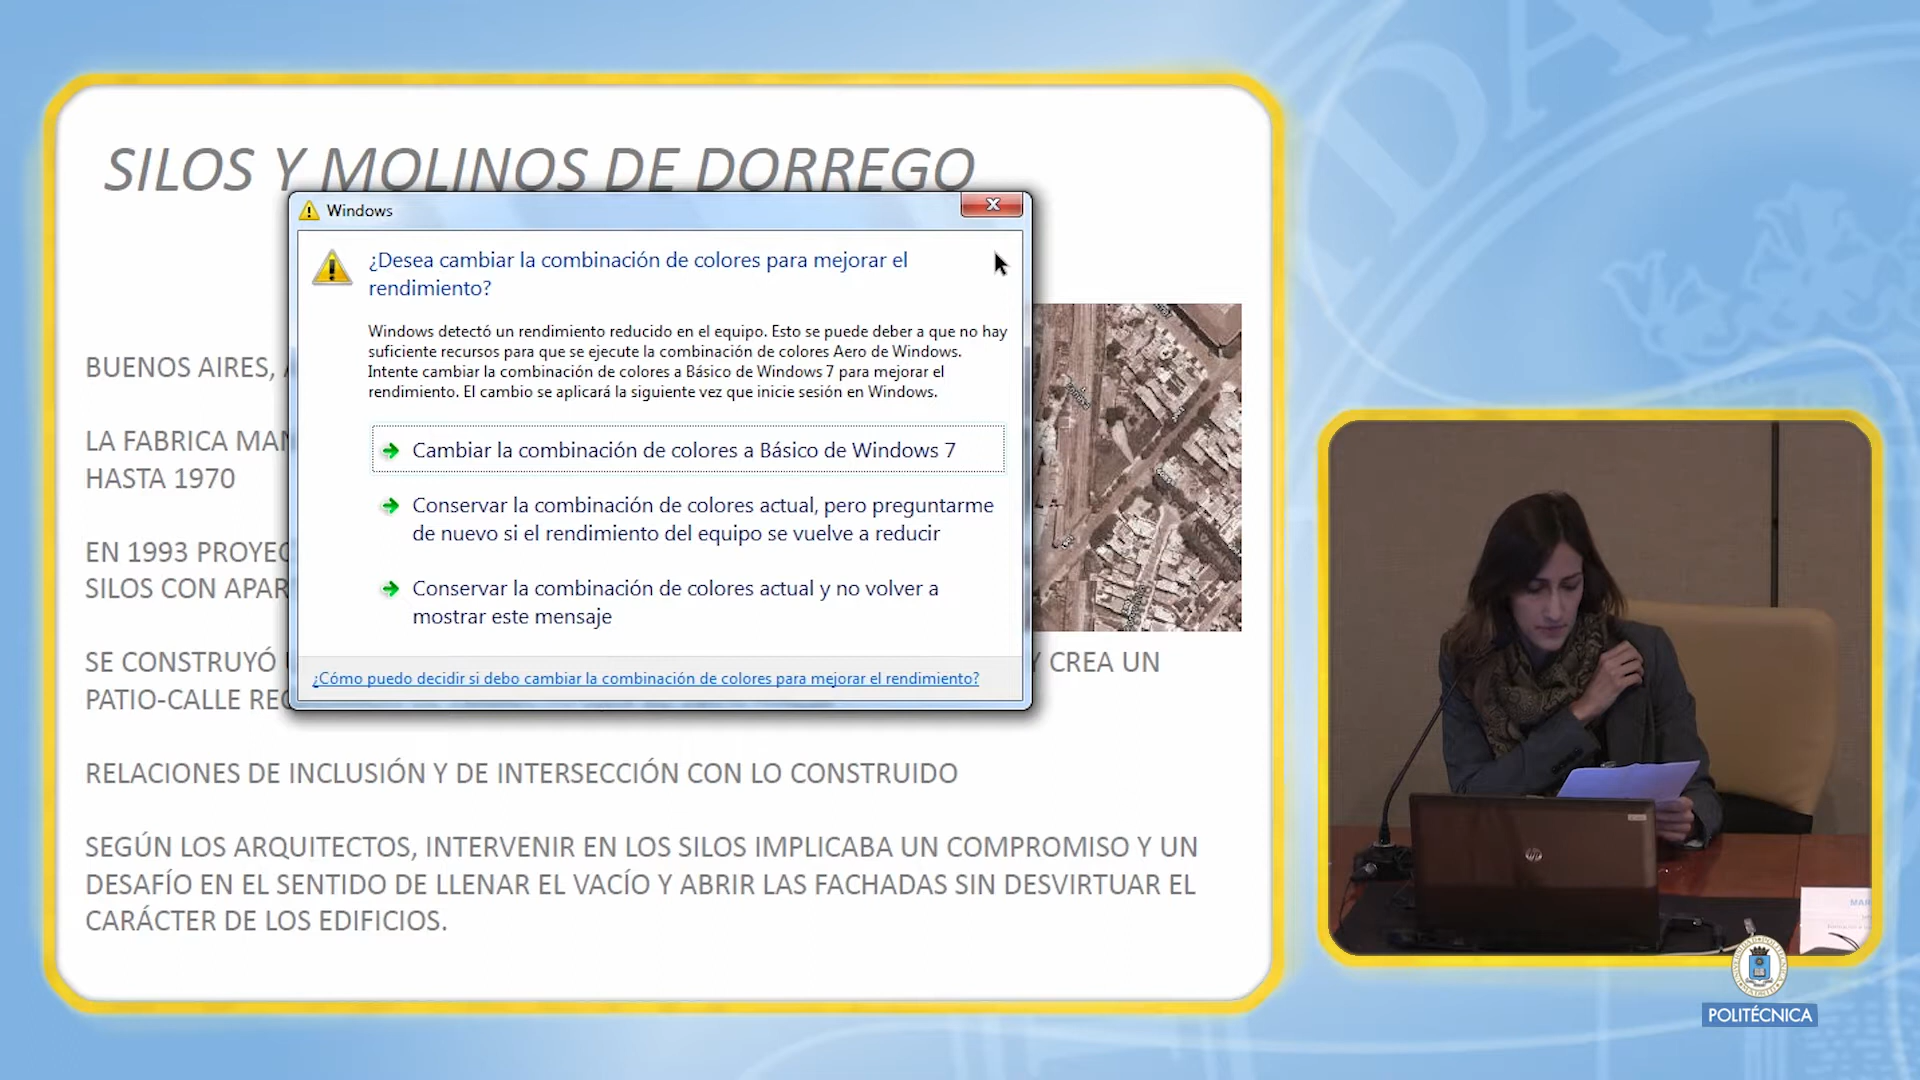 SILOS Y MOLINOS DE DORREGO
Windows
¿Desea cambiar la combinación de colores para mejorar el
rendimiento?
Windows detectó un rendimiento reducido en el equipo. Esto se puede deber a que no hay
suficiente recursos para que se ejecute la combinación de colores Aero de Windows.
Intente cambiar la combinación de colores a Básico de Windows 7 para mejorar el
rendimiento. El cambio se aplicará la siguiente vez que inicie sesión en Windows.
Cambiar la combinación de colores a Básico de Windows 7
Conservar la combinación de colores actual, pero preguntarme
de nuevo si el rendimiento del equipo se vuelve a reducir
Conservar la combinación de colores actual y no volver a
mostrar este mensaje
¿Cómo puedo decidir si debo cambiar la combinación de colores para mejorar el rendimiento?
BUENOS AIRES,
LA FABRICA
HASTA 1970
EN 1993
SILOS CON
SE CONSTRUYÓ
Y CREA UN
PATIO-CALLE
RELACIONES DE INCLUSIÓN Y DE INTERSECCIÓN CON LO CONSTRUIDO
SEGÚN LOS ARQUITECTOS, INTERVENIR EN LOS SILOS IMPLICABA UN COMPROMISO Y UN
DESAFÍO EN EL SENTIDO DE LLENAR EL VACÍO Y ABRIR LAS FACHADAS SIN DESVIRTUAR EL
CARÁCTER DE LOS EDIFICIOS.
hp
POLITÉCNICA